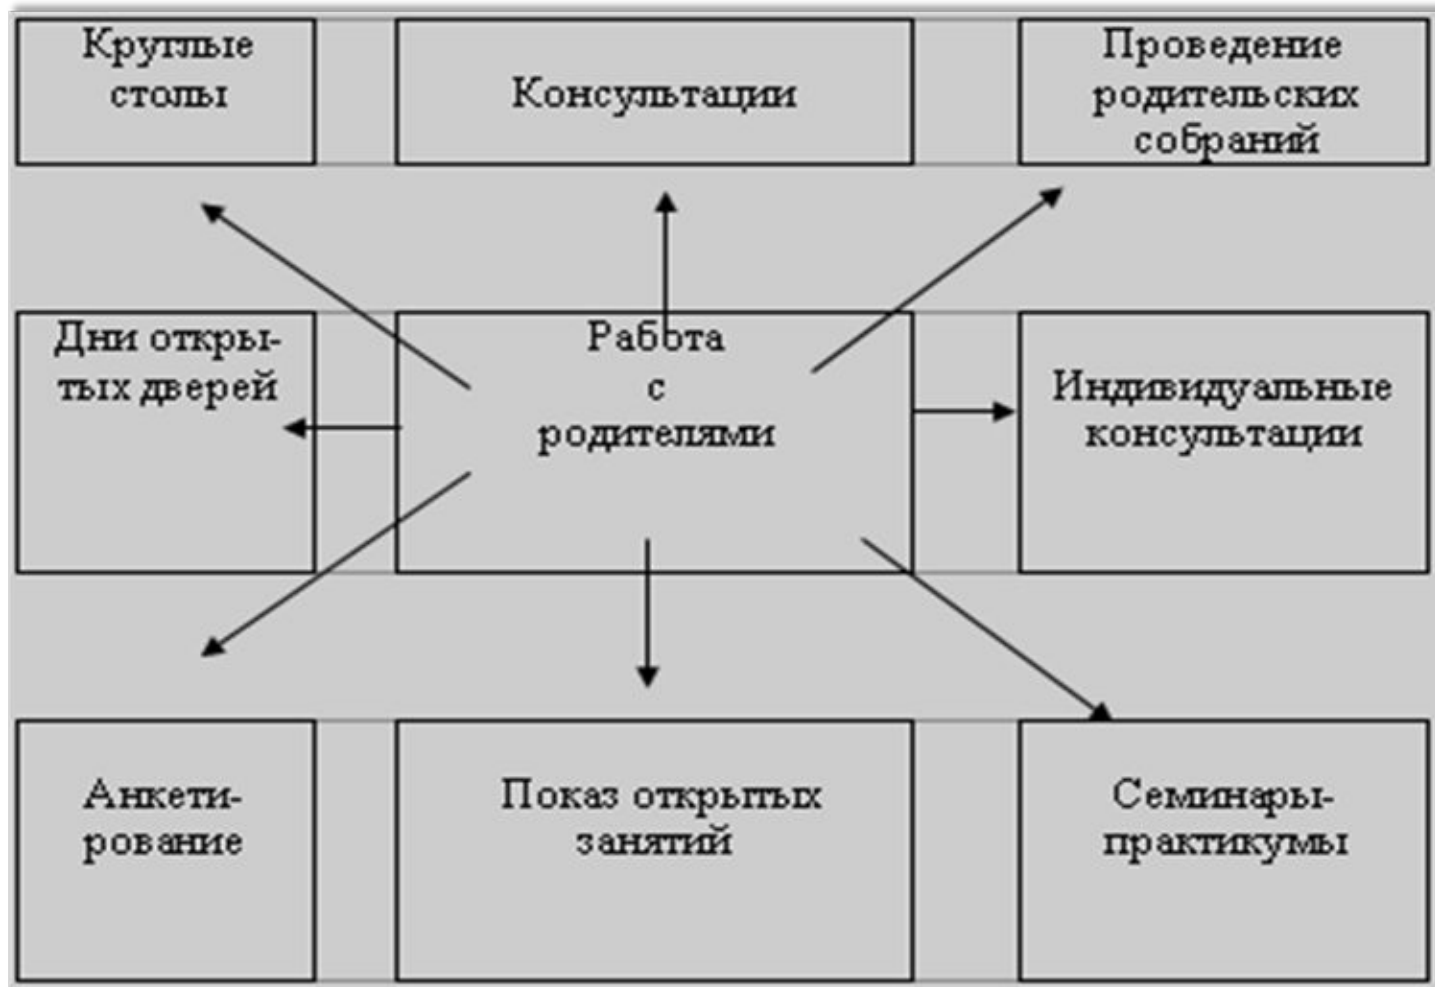 Круглые
столы
Консультации
Проведение
родительских
собраний
Дни откры-
тых дверей
Работа
с
родителями
Индивидуальные
консультации
Анкети-
рование
Показ открытых
занятий
Семинары-
практикумы